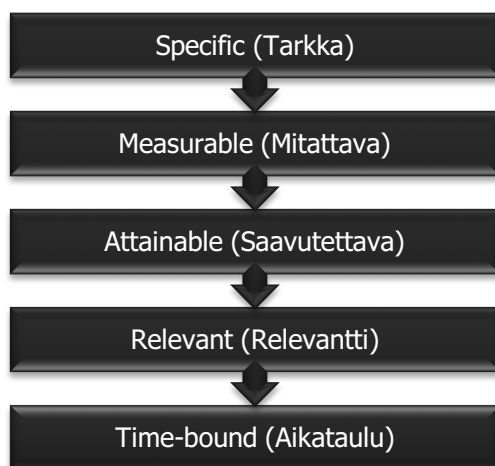 Specific (Tarkka)
Measurable (Mitattava)
Attainable (Saavutettava)
Relevant (Relevantti)
Time-bound (Aikataulu)